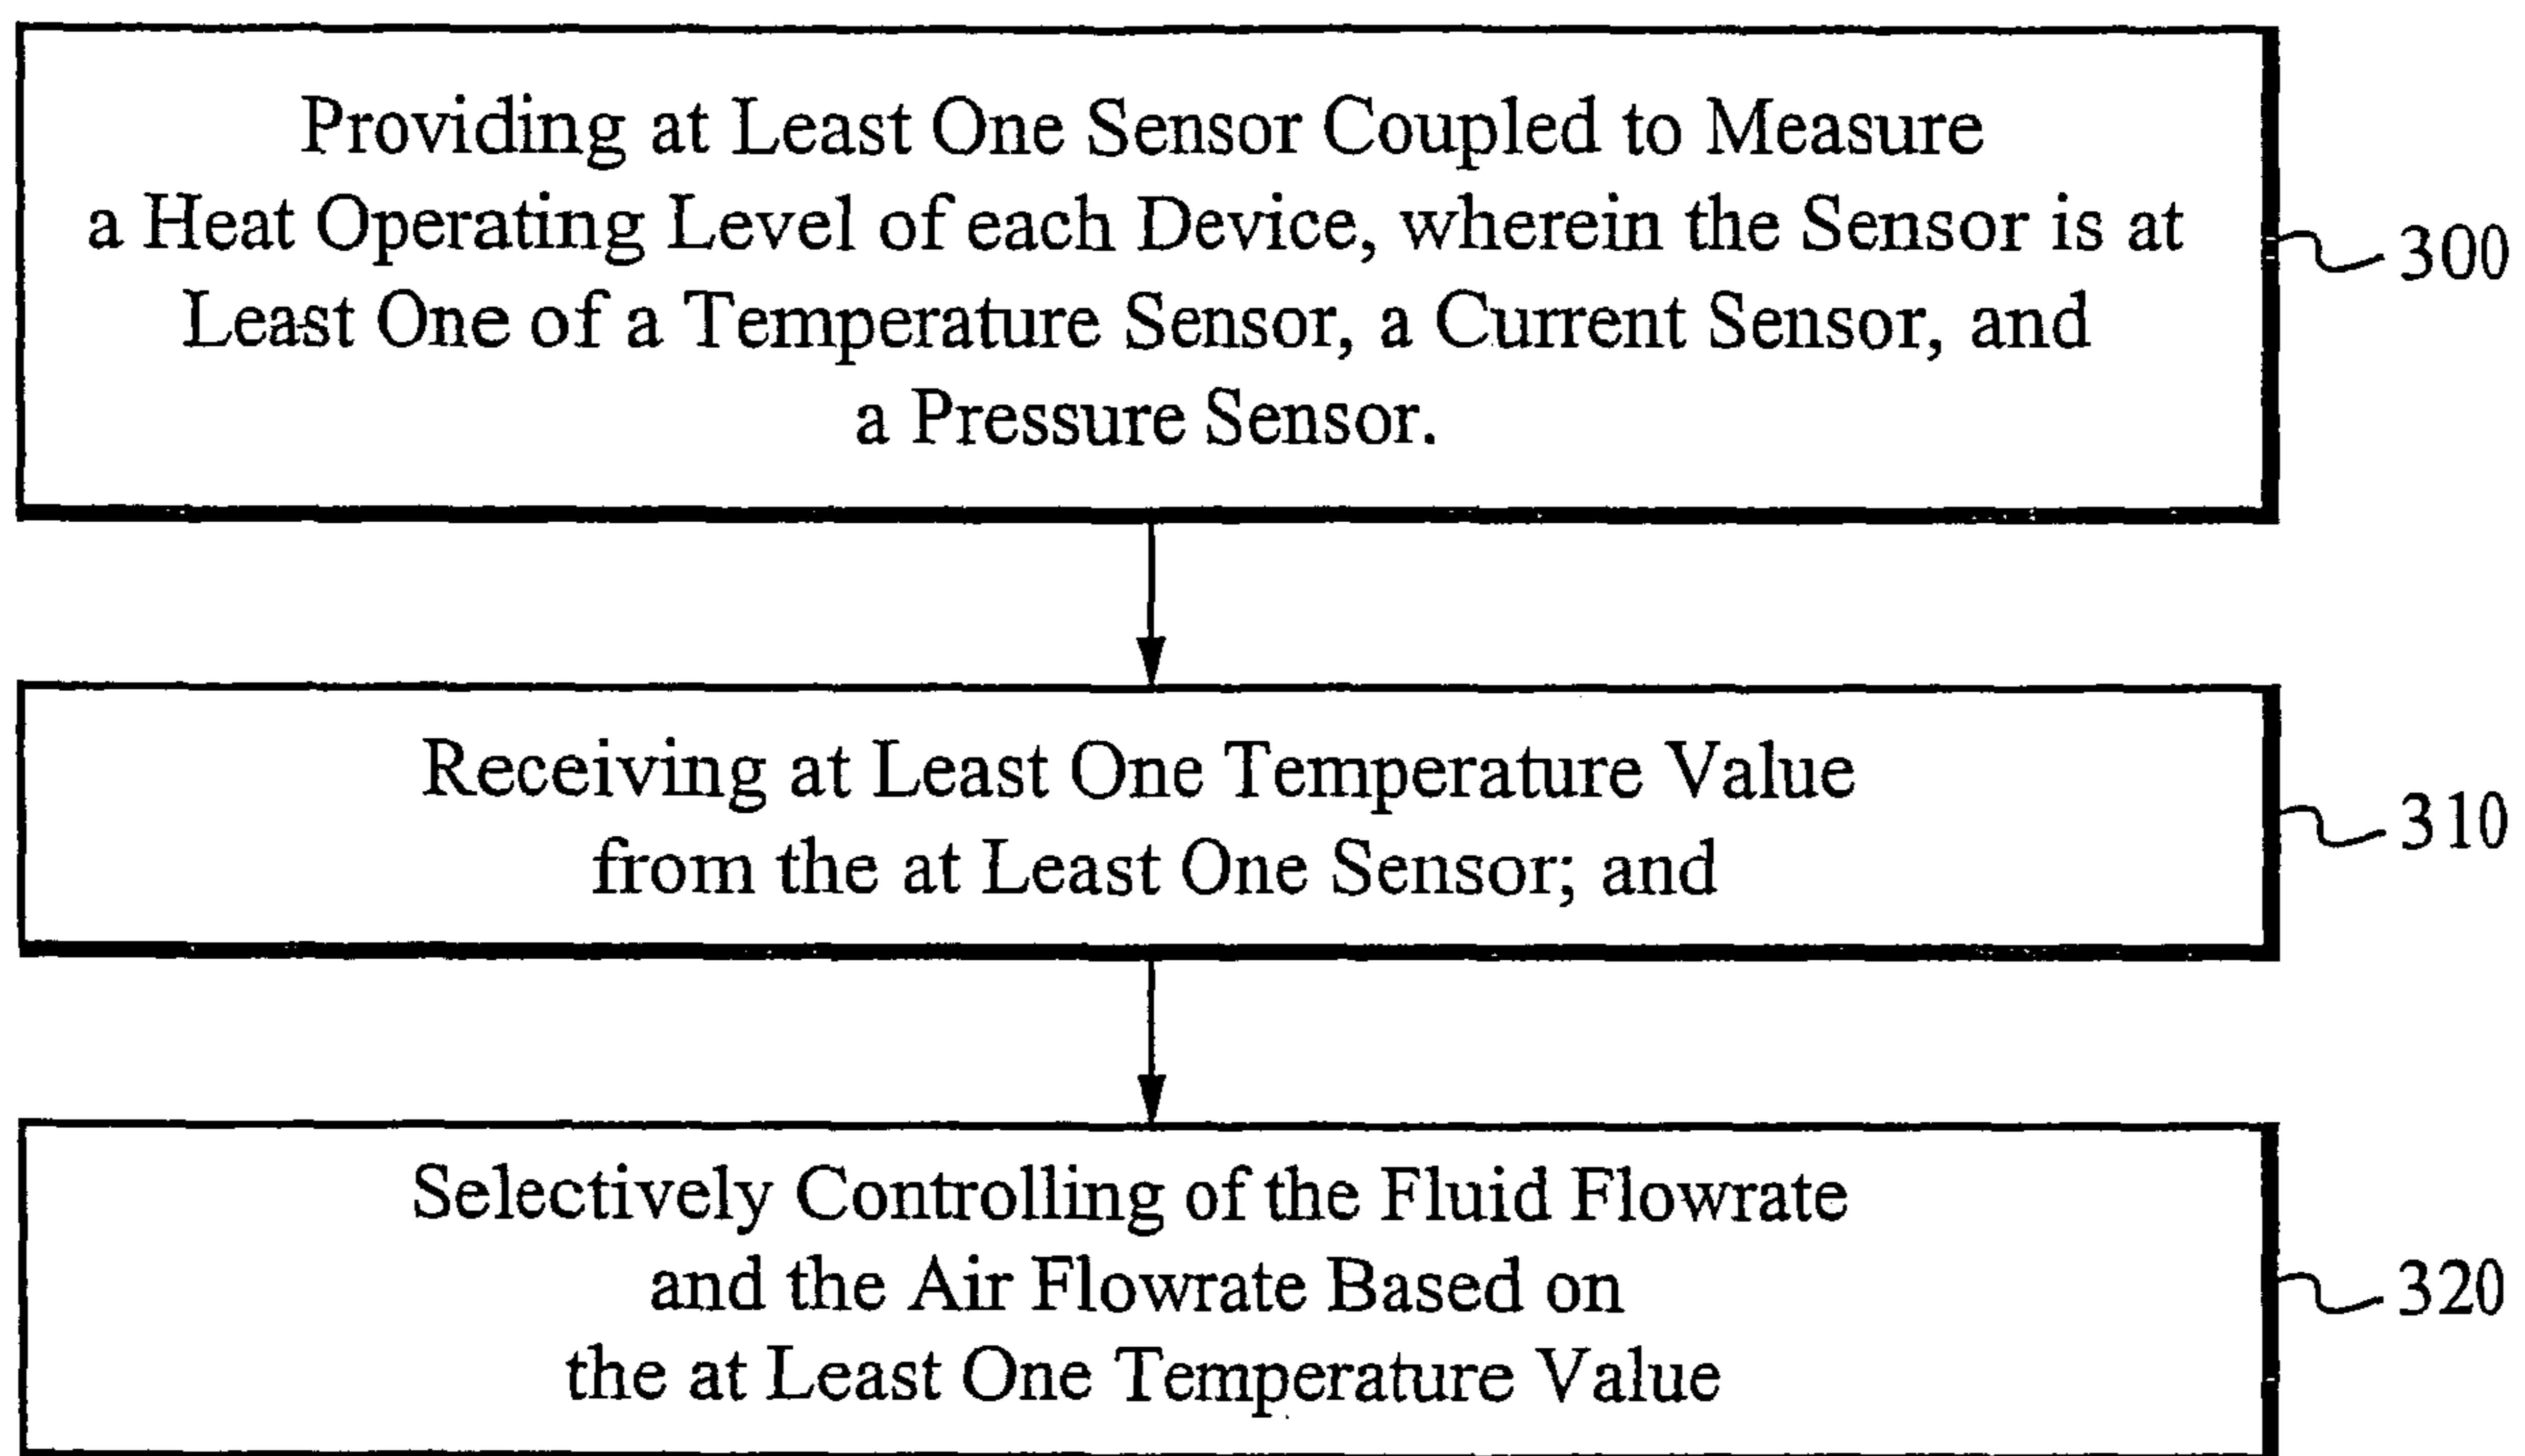 Providing at Least One Sensor Coupled to Measure
a Heat Operating Level of each Device, wherein the Sensor is at
Least One of a Temperature Sensor, a Current Sensor, and
a Pressure Sensor.
300
Receiving at Least One Temperature Value
from the at Least One Sensor; and
310
Selectively Controlling of the Fluid Flowrate
and the Air Flowrate Based on
the at Least One Temperature Value
320